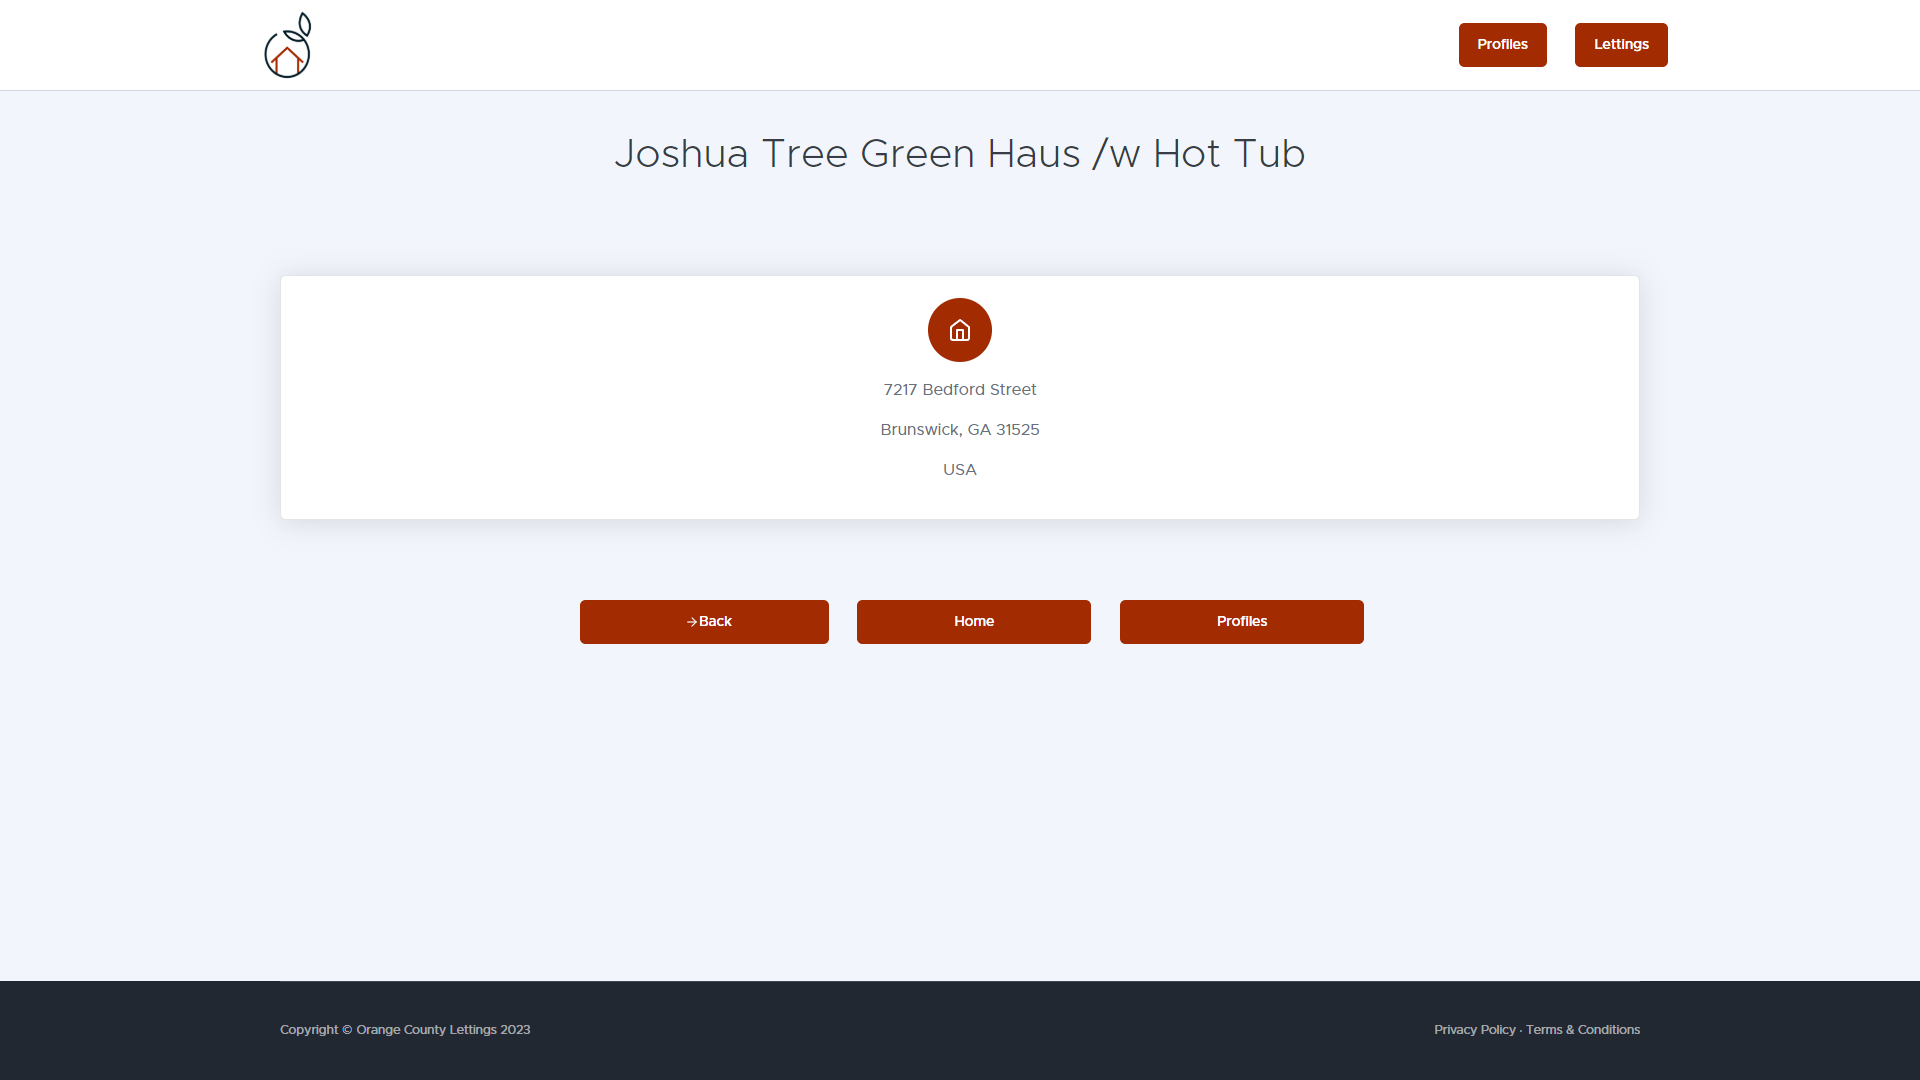 Profiles
Lettings
Joshua Tree Green Haus /w Hot Tub
7217 Bedford Street
Brunswick, GA 31525
USA
Back
Home
Profiles
Copyright © Orange County Lettings 2023
Privacy Policy · Terms & Conditions